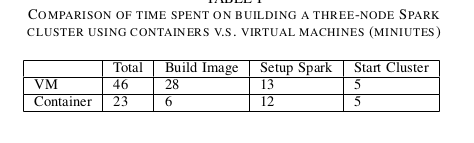 TABLE I
COMPARISON OF TIME SPENT ON BUILDING A THREE-NODE SPARK
CLUSTER USING CONTAINERS V.S. VIRTUAL MACHINES (MINIUTES)
Total Build Image Setup Spark Start Cluster
VM 46 28 13 5
Container 23 6 12 5